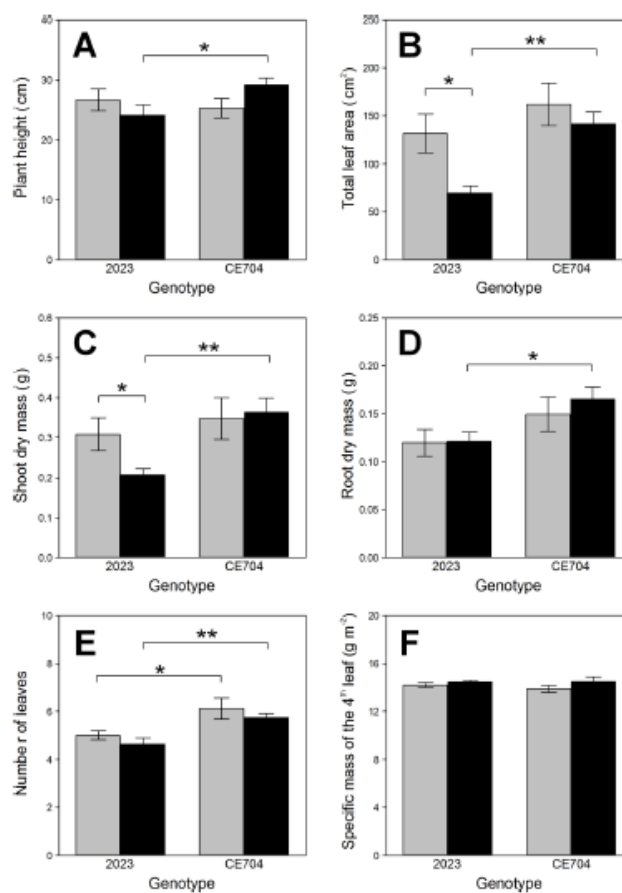 A
Plant height (cm)
40
30
20
10
0
*
2023
CE704
Genotype
B
Total leaf area (cm²)
250
200
150
100
50
0
*
**
2023
CE704
Genotype
C
Shoot dry mass (g)
0.6
0.5
0.4
0.3
0.2
0.1
0.0
*
**
2023
CE704
Genotype
D
Root dry mass (g)
0.25
0.20
0.15
0.10
0.05
0.00
*
2023
CE704
Genotype
E
Numbe r of leaves
10
8
6
4
2
0
*
**
2023
CE704
Genotype
F
Specific mass of the 4th leaf (g m-2)
20
16
12
8
4
0
2023
CE704
Genotype